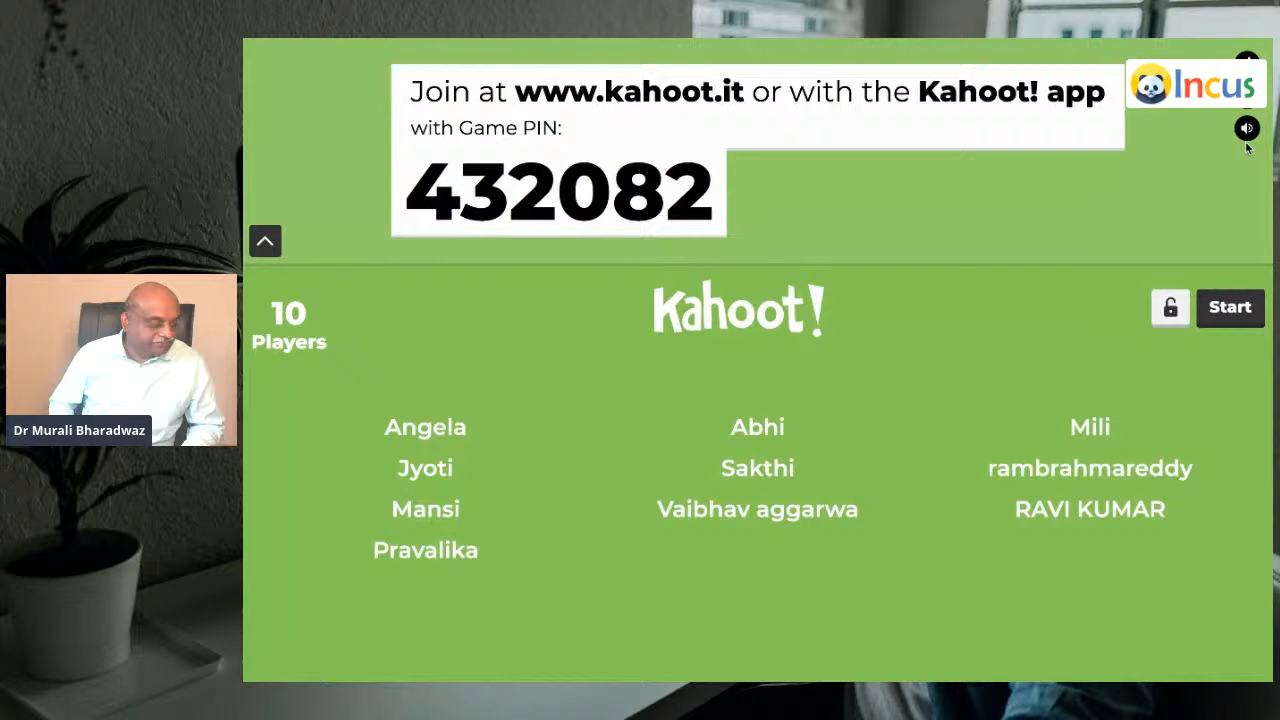 Join at www.kahoot.it or with the Kahoot! app
with Game PIN:
432082
Incus
10
Players
Kahoot!
Start
Dr Murali Bharadwaz
Angela
Abhi
Mili
Jyoti
Sakthi
rambrahmareddy
Mansi
Vaibhav aggarwa
RAVI KUMAR
Pravalika